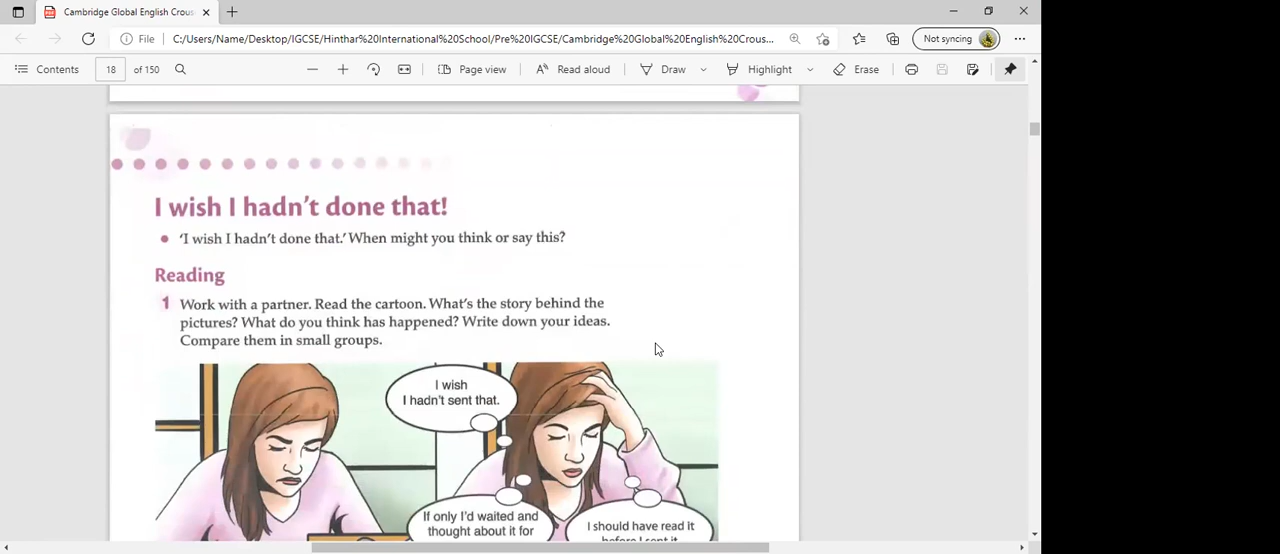 Cambridge Global English Crous
File
C:/Users/Name/Desktop/IGCSE/Hinthar%20International%20School/Pre%20IGCSE/Cambridge%20Global%20English%20Crous...
Not syncing
Contents
18 of 150
Page view
Read aloud
Draw
Highlight
Erase
I wish I hadn't done that!
• 'I wish I hadn't done that.' When might you think or say this?
Reading
1 Work with a partner. Read the cartoon. What's the story behind the
pictures? What do you think has happened? Write down your ideas.
Compare them in small groups.
I wish
I hadn't sent that.
If only I'd waited and
thought about it for
I should have read it
before I sent it.